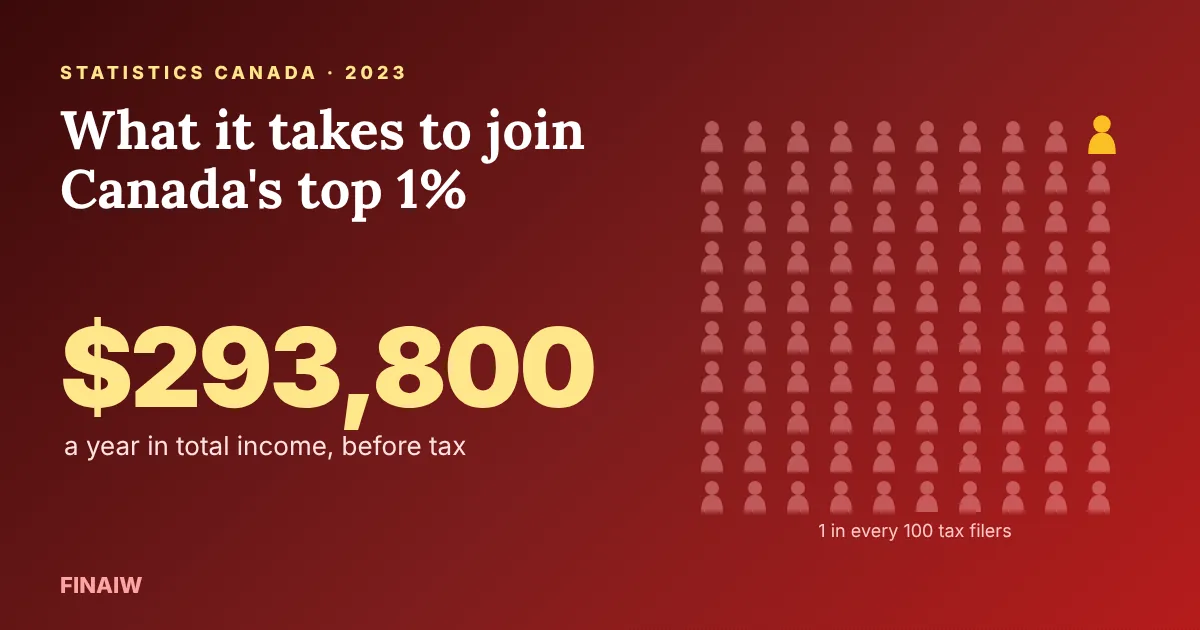 STATISTICS CANADA · 2023
What it takes to join
Canada's top 1%
$293,800
a year in total income, before tax
1 in every 100 tax filers
FINAIW